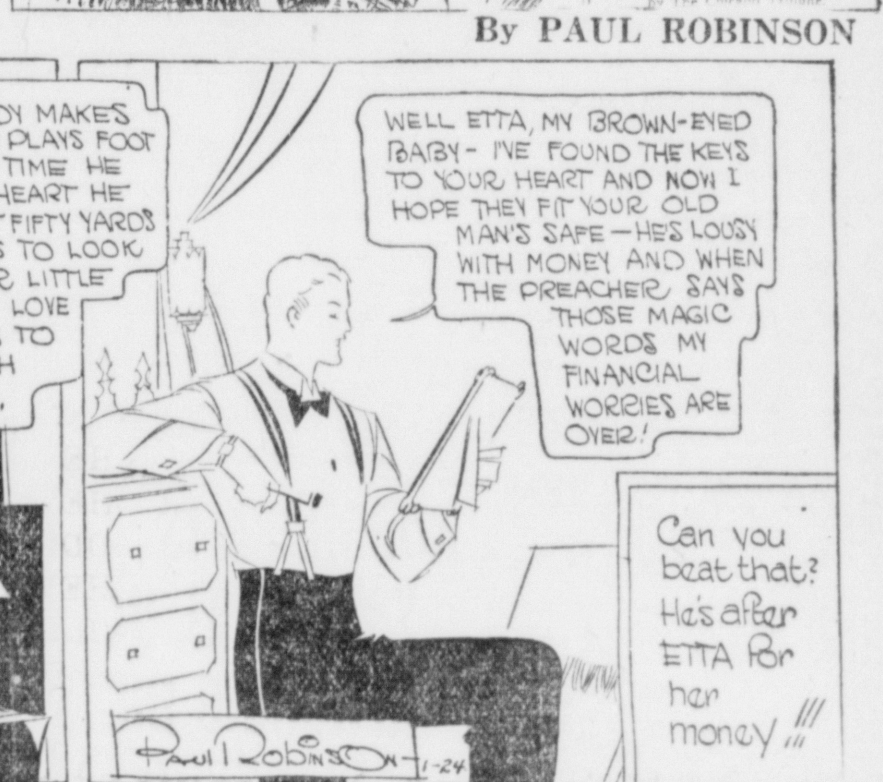 By PAUL ROBINSON
MAKES
PLAYS FOOT
TIME HE
HEART HE
FIFTY YARDS
TO LOOK
LITTLE
LOVE
TO
WELL ETTA, MY BROWN-EYED
BABY - I'VE FOUND THE KEYS
TO YOUR HEART AND NOW I
HOPE THEY FIT YOUR OLD
MAN'S SAFE - HE'S LOUSY
WITH MONEY AND WHEN
THE PREACHER SAYS
THOSE MAGIC
WORDS MY
FINANCIAL
WORRIES ARE
OVER!
Can you
beat that?
He's after
ETTA for
her
money!!!
PAUL ROBINSON-1-24